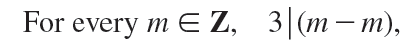 For every m ∈ Z, 3|(m − m),